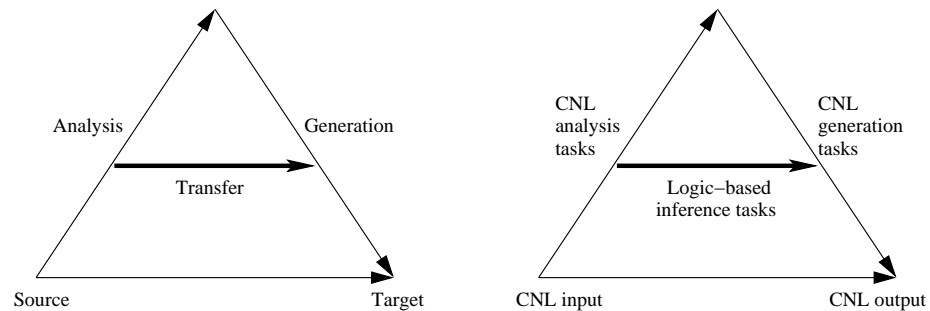 Analysis
Generation
Transfer
Source
Target
CNL
analysis
tasks
CNL
generation
tasks
Logic−based
inference tasks
CNL input
CNL output